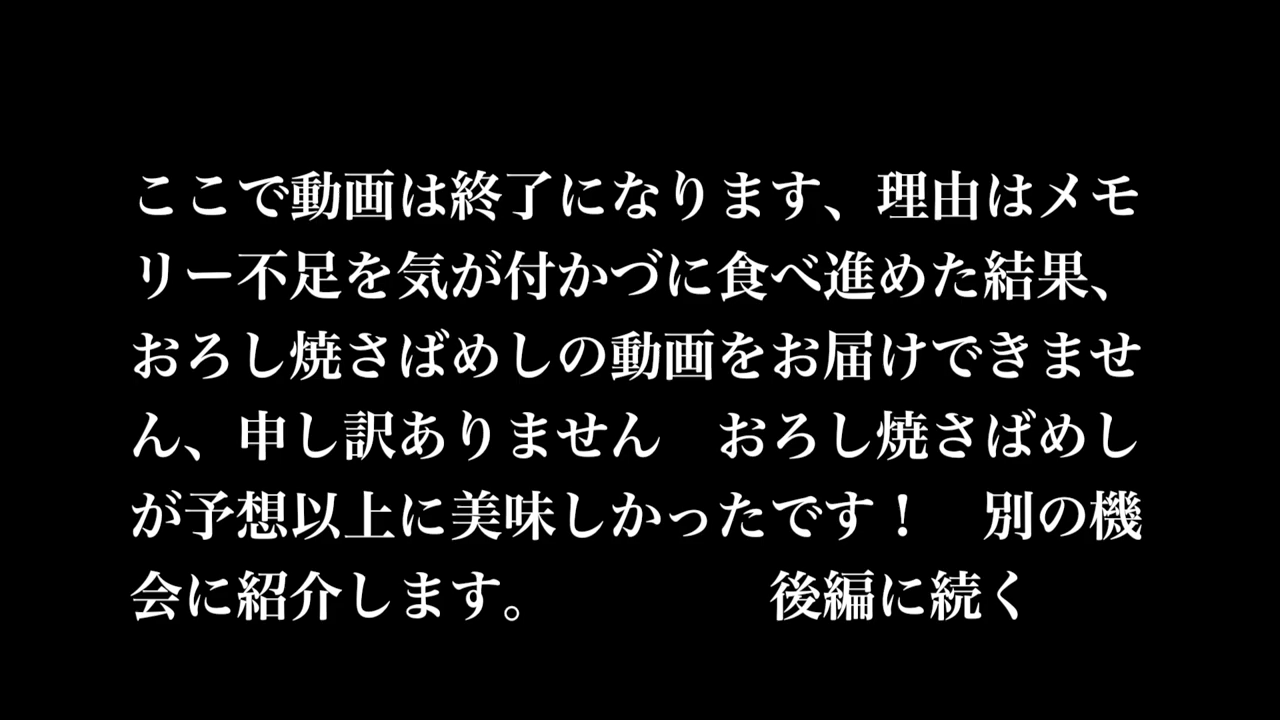 ここで動画は終了になります、理由はメモ
リー不足を気が付かづに食べ進めた結果、
おろし焼さばめしの動画をお届けできませ
ん、申し訳ありません　おろし焼さばめし
が予想以上に美味しかったです！　別の機
会に紹介します。　　　　　後編に続く